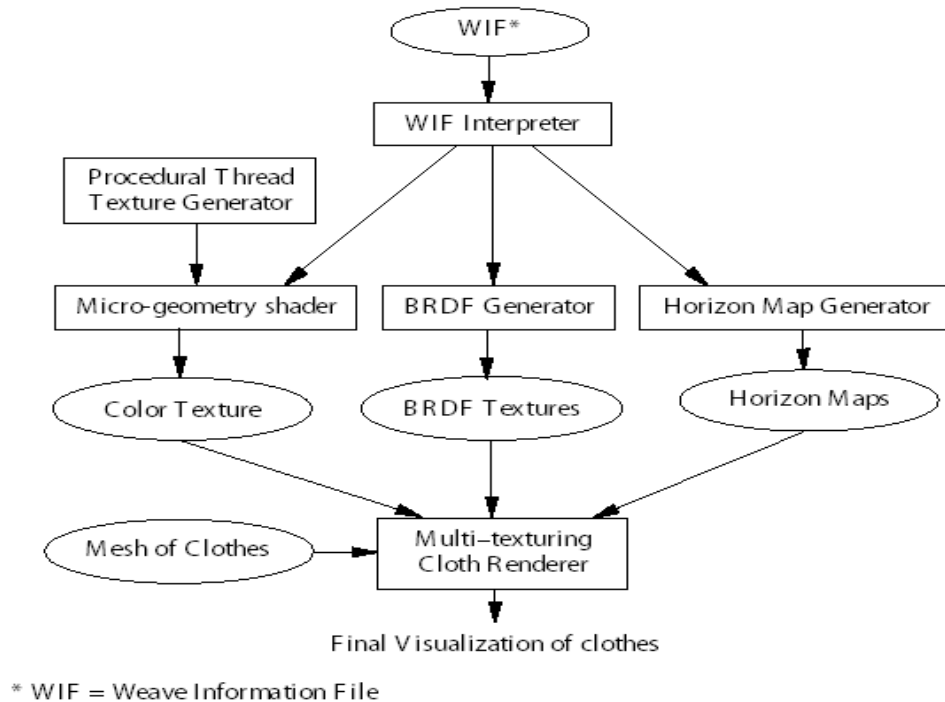 WIF*
WIF Interpreter
Procedural Thread
Texture Generator
Micro-geometry shader
BRDF Generator
Horizon Map Generator
Color Texture
BRDF Textures
Horizon Maps
Mesh of Clothes
Multi-texturing
Cloth Renderer
Final Visualization of clothes
* WIF = Weave Information File